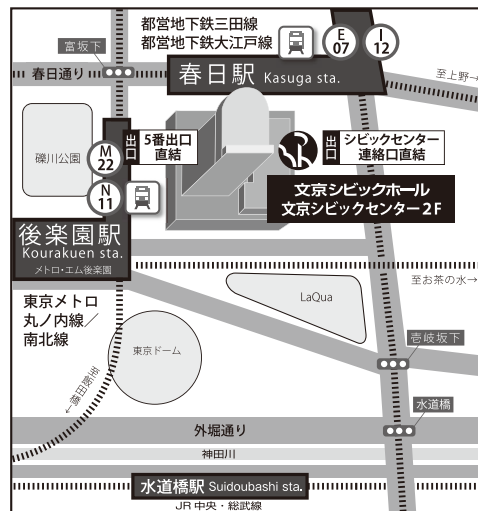 都営地下鉄三田線
都営地下鉄大江戸線
E
07
I
12
富坂下
春日通り
春日駅 Kasuga sta.
至上野→
礫川公園
M
22
N
11
出口
5番出口
直結
出口
シビックセンター
連絡口直結
文京シビックホール
文京シビックセンター2F
後楽園駅
Kourakuen sta.
メトロ・エム後楽園
至お茶の水→
東京メトロ
丸ノ内線/
南北線
LaQua
東京ドーム
壱岐坂下
至飯田橋→
水道橋
外堀通り
神田川
水道橋駅 Suidoubashi sta.
JR中央・総武線